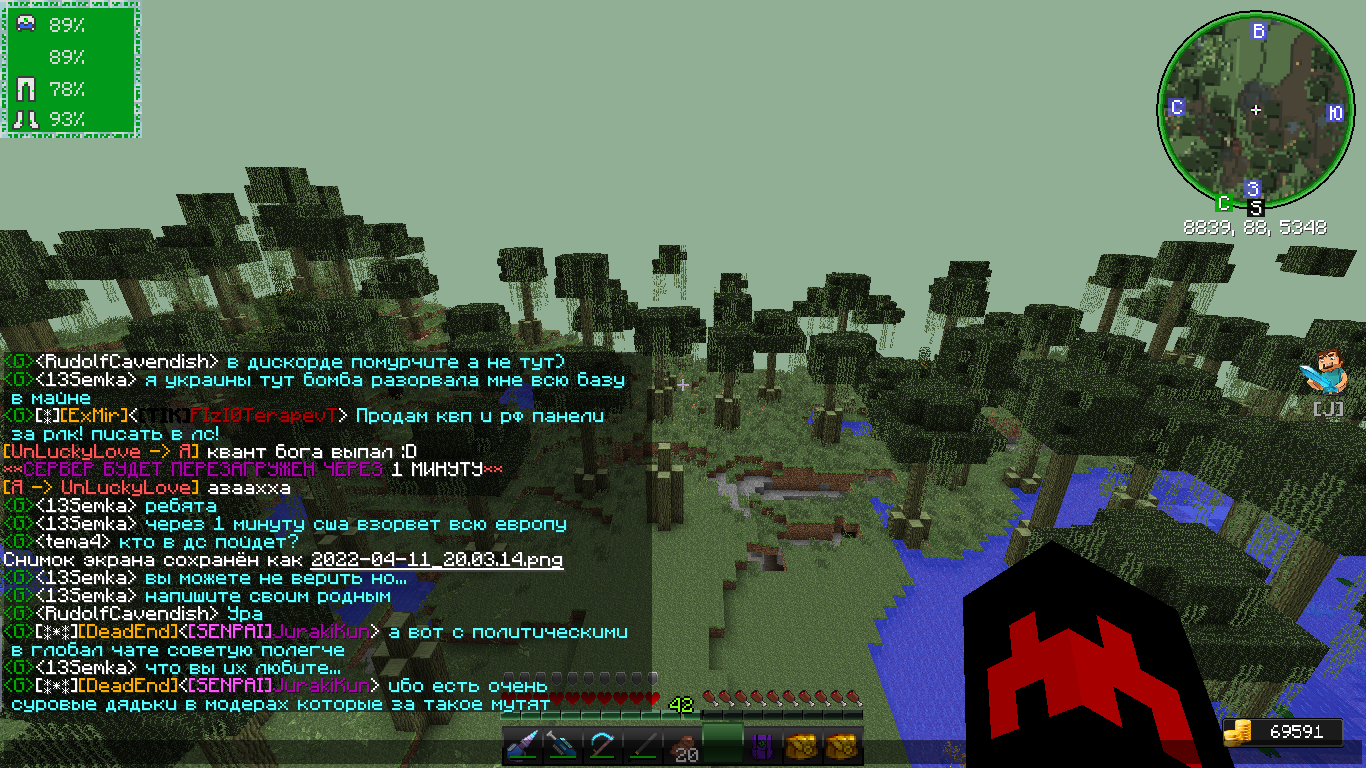 89%
89%
78%
93%
В
С
Ю
З
С
S
8839, 88, 5348
[J]
<G><RudolfCavendish> в дискорде помурчите а не тут)
<G><135emka> я украины тут бомба разорвала мне всю базу
в майне
<G>[*][ExMir]<[TIK]FIzI0TerapevT> Продам квп и рф панели
за рлк! писать в лс!
[UnLuckyLove -> Я] квант бога выпал :D
**СЕРВЕР БУДЕТ ПЕРЕЗАГРУЖЕН ЧЕРЕЗ 1 МИНУТУ**
[Я -> UnLuckyLove] азааxxа
<G><135emka> ребята
<G><135emka> через 1 минуту сша взорвет всю европу
<G><tema4> кто в дс пойдет?
Снимок экрана сохранён как 2022-04-11_20.03.14.png
<G><135emka> вы можете не верить но...
<G><135emka> напишите своим родным
<G><RudolfCavendish> Ура
<G>[**][DeadEnd]<[SENPAI]JurakiKun> а вот с политическими
в глобал чате советую полегче
<G><135emka> что вы их любите...
<G>[**][DeadEnd]<[SENPAI]JurakiKun> ибо есть очень
суровые дядьки в модерах которые за такое мутят
42
20
69591